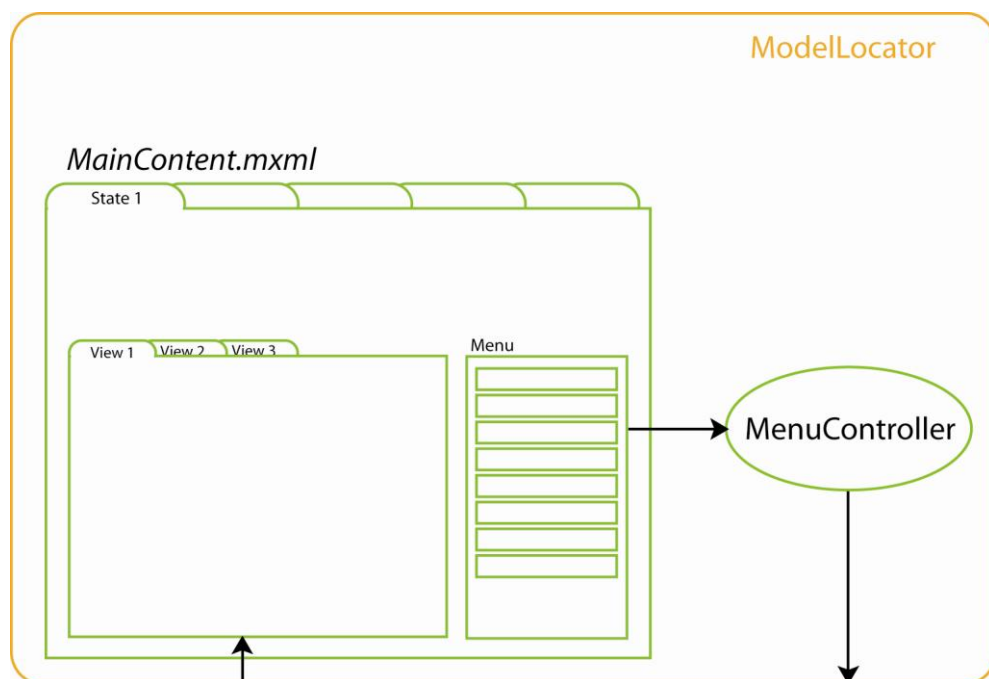 ModelLocator
MainContent.mxml
State 1
View 1 View 2 View 3
Menu
MenuController